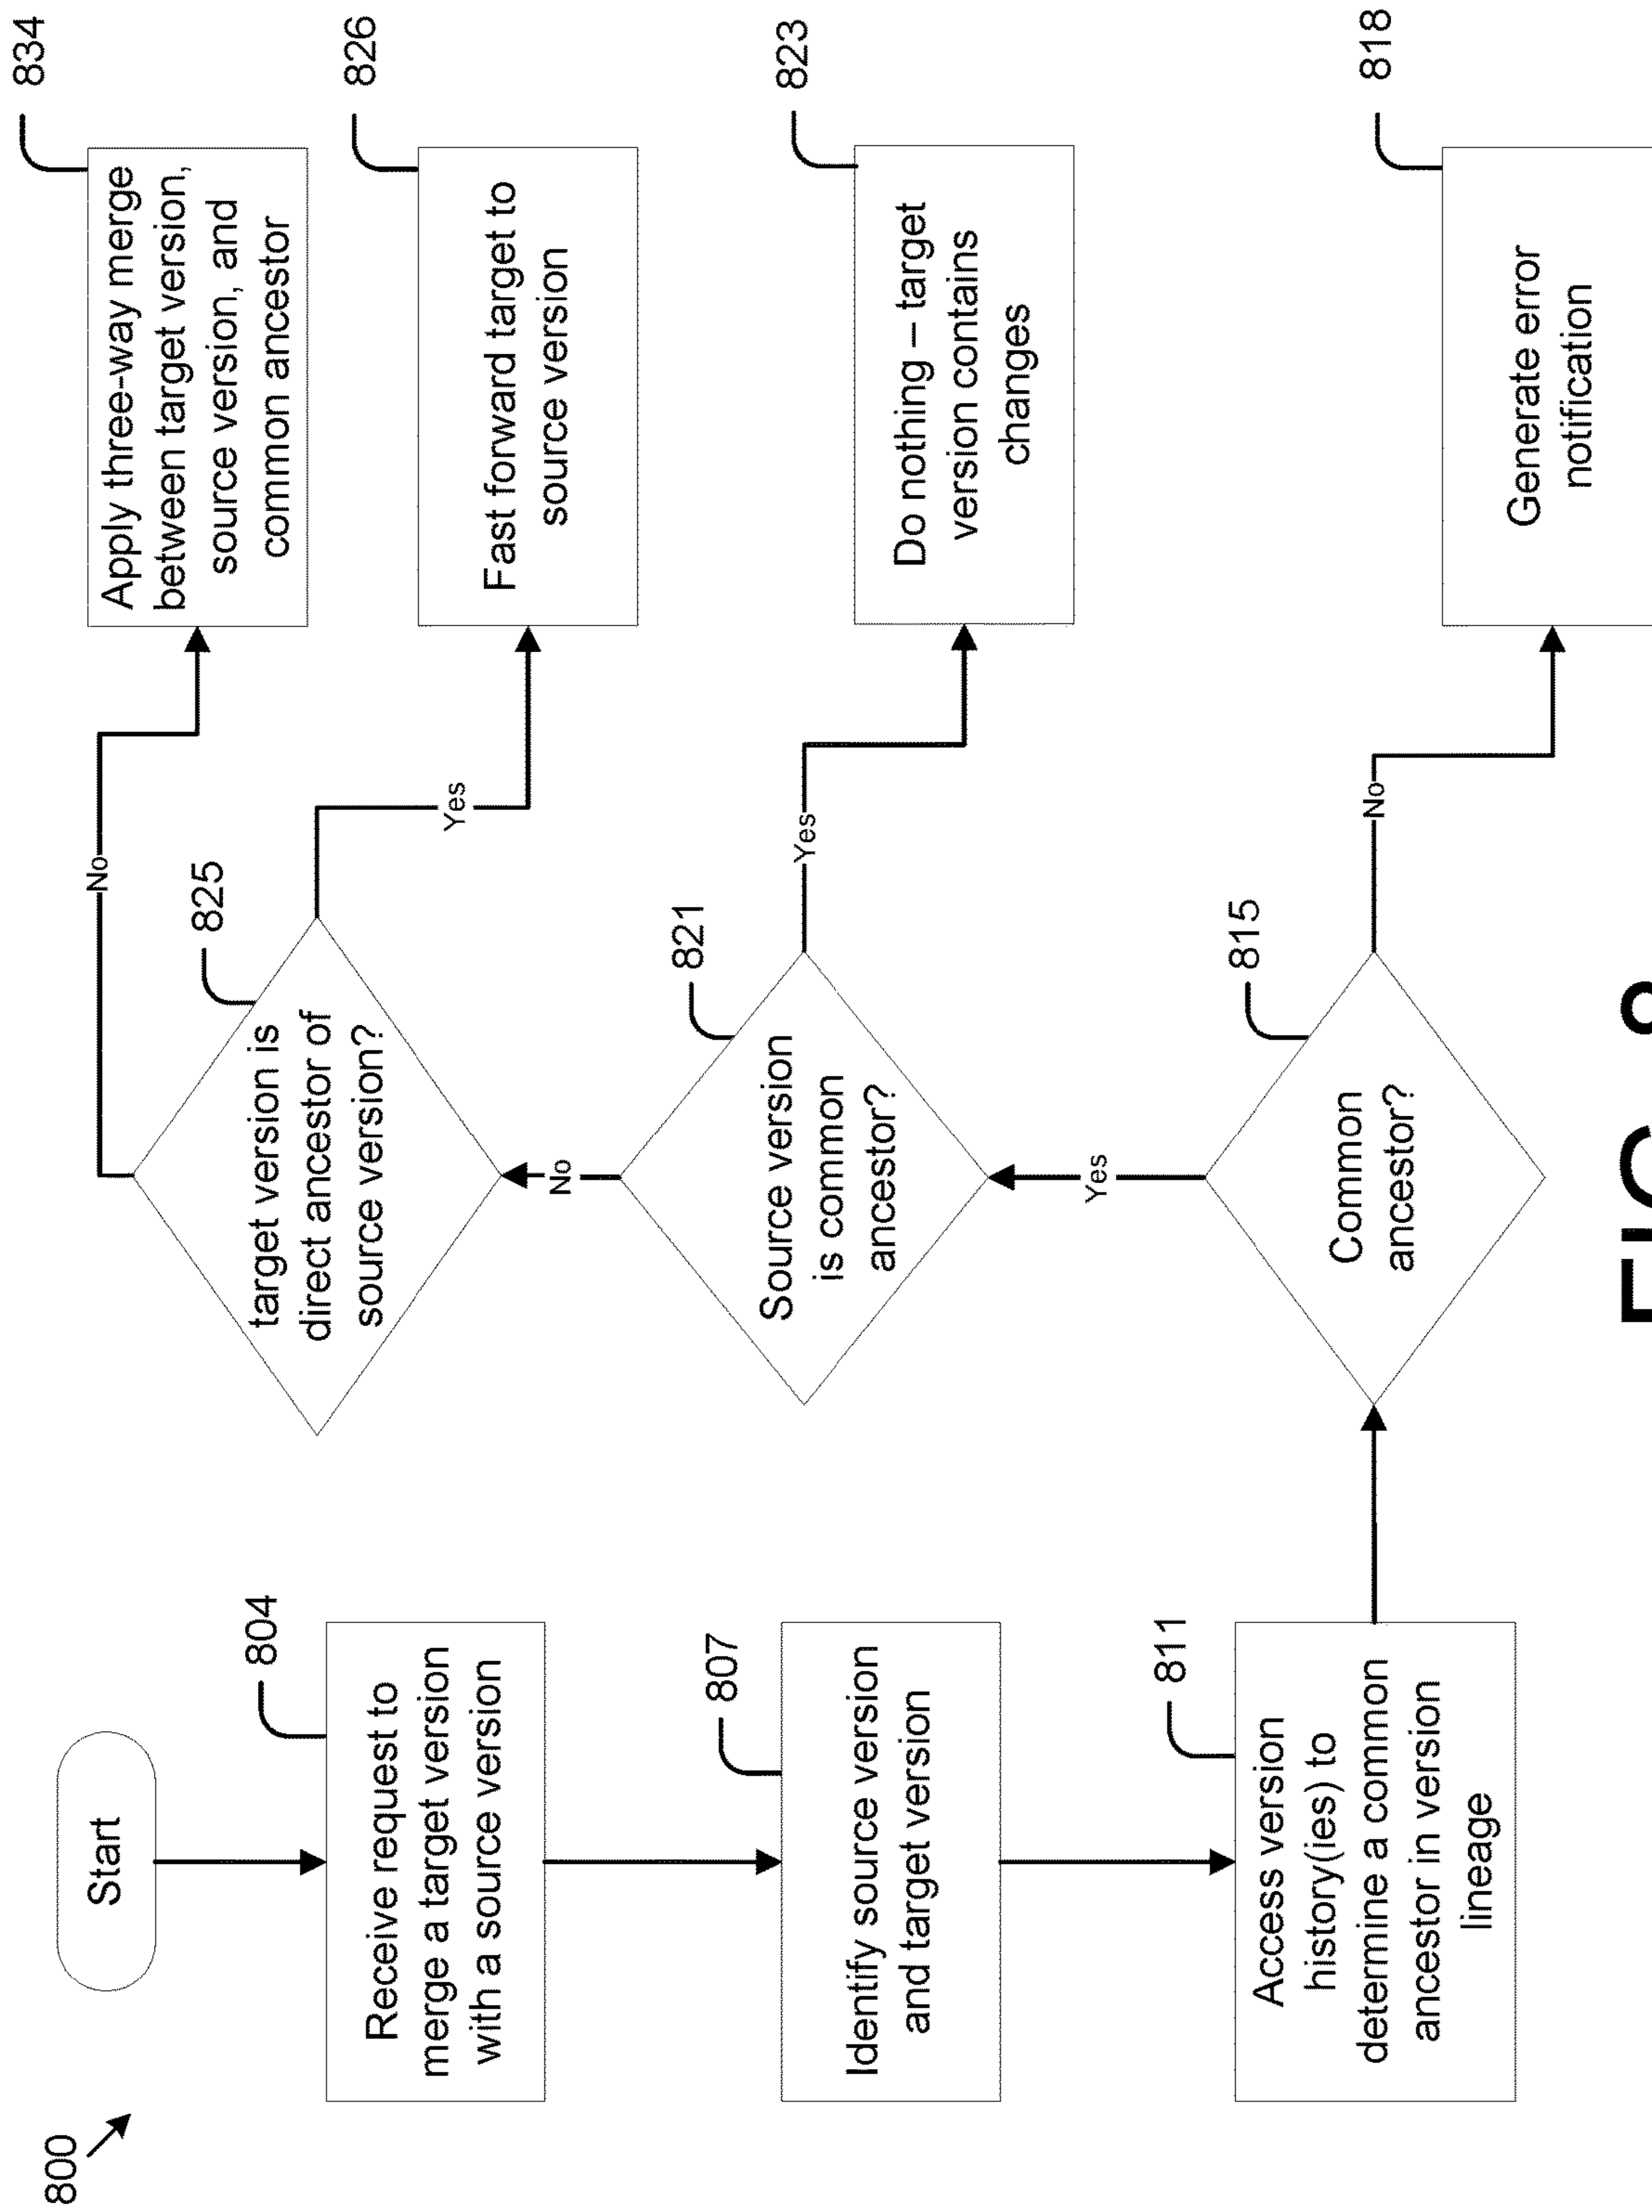 800
Start
804
Receive request to
merge a target version
with a source version
807
Identify source version
and target version
811
Access version
history(ies) to
determine a common
ancestor in version
lineage
825
target version is
direct ancestor of
source version?
No
Yes
No
821
Source version
is common
ancestor?
Yes
Yes
815
Common
ancestor?
No
834
Apply three-way merge
between target version,
source version, and
common ancestor
826
Fast forward target to
source version
823
Do nothing – target
version contains
changes
818
Generate error
notification